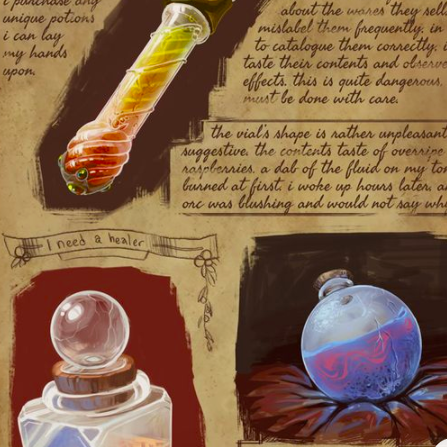 i purchase any
unique potions
i can lay
my hands
upon.
about the wares they sell
mislabel them frequently. in
to catalogue them correctly, i
taste their contents and observe
effects. this is quite dangerous,
must be done with care.
the vial's shape is rather unpleasant
suggestive. the contents taste of overripe
raspberries. a dab of the fluid on my ton
burned at first. i woke up hours later, a
orc was blushing and would not say wh
I need a healer